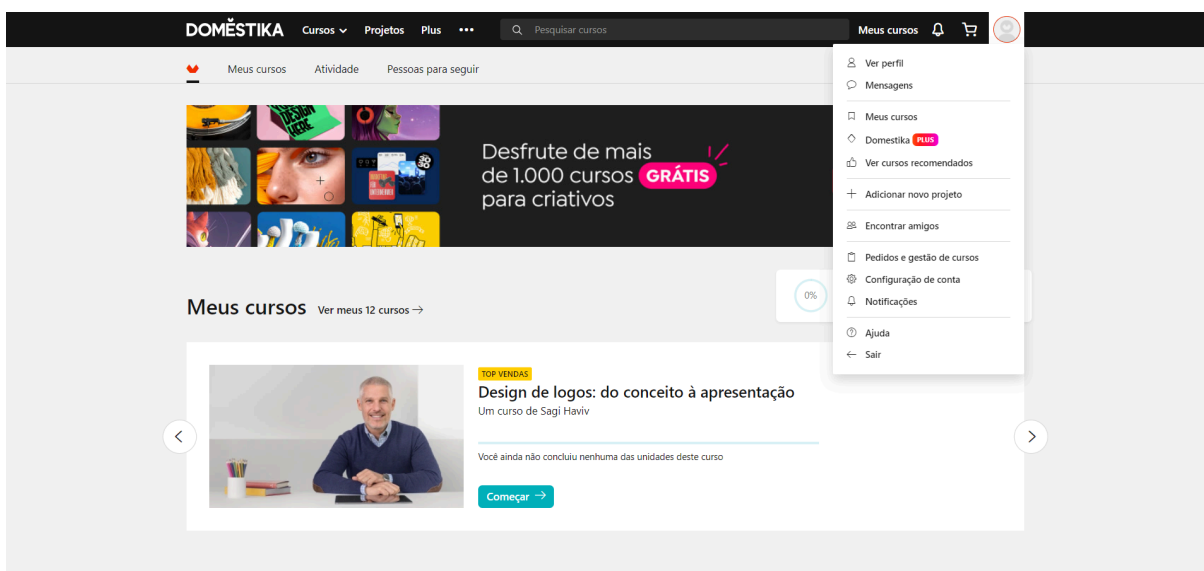 DOMĚSTIKA Cursos Projetos Plus ••• Pesquisar cursos Meus cursos
Meus cursos Atividade Pessoas para seguir
Ver perfil
Mensagens
Meus cursos
Domestika PLUS
Ver cursos recomendados
Adicionar novo projeto
Encontrar amigos
Pedidos e gestão de cursos
Configuração de conta
Notificações
Ajuda
Sair
Desfrute de mais
de 1.000 cursos GRÁTIS
para criativos
Meus cursos Ver meus 12 cursos →
0%
TOP VENDAS
Design de logos: do conceito à apresentação
Um curso de Sagi Haviv
Você ainda não concluiu nenhuma das unidades deste curso
Começar →